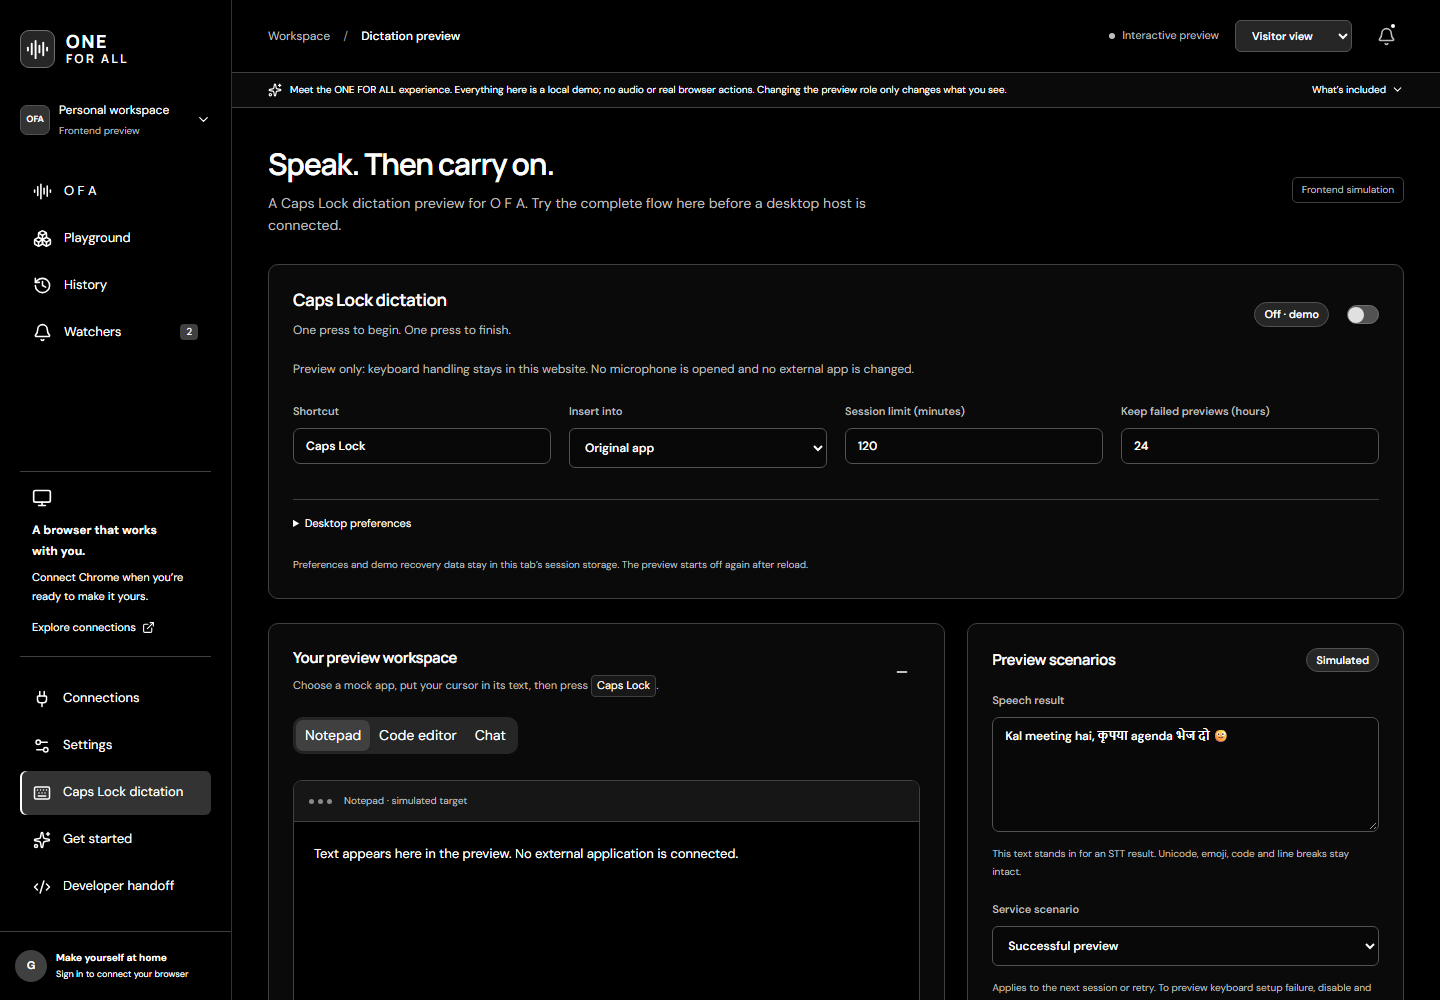 ONE
FOR ALL
OFA
Personal workspace
Frontend preview
O F A
Playground
History
Watchers
2
A browser that works
with you.
Connect Chrome when you're
ready to make it yours.
Explore connections
Connections
Settings
Caps Lock dictation
Get started
Developer handoff
G
Make yourself at home
Sign in to connect your browser
Workspace / Dictation preview
Interactive preview
Visitor view
Meet the ONE FOR ALL experience. Everything here is a local demo; no audio or real browser actions. Changing the preview role only changes what you see.
What's included
Speak. Then carry on.
A Caps Lock dictation preview for O F A. Try the complete flow here before a desktop host is
connected.
Frontend simulation
Caps Lock dictation
One press to begin. One press to finish.
Off · demo
Preview only: keyboard handling stays in this website. No microphone is opened and no external app is changed.
Shortcut
Caps Lock
Insert into
Original app
Session limit (minutes)
120
Keep failed previews (hours)
24
Desktop preferences
Preferences and demo recovery data stay in this tab's session storage. The preview starts off again after reload.
Your preview workspace
Choose a mock app, put your cursor in its text, then press Caps Lock.
Notepad
Code editor
Chat
Notepad · simulated target
Text appears here in the preview. No external application is connected.
Preview scenarios
Simulated
Speech result
Kal meeting hai, कृपया agenda भेज दो 😊
This text stands in for an STT result. Unicode, emoji, code and line breaks stay
intact.
Service scenario
Successful preview
Applies to the next session or retry. To preview keyboard setup failure, disable and